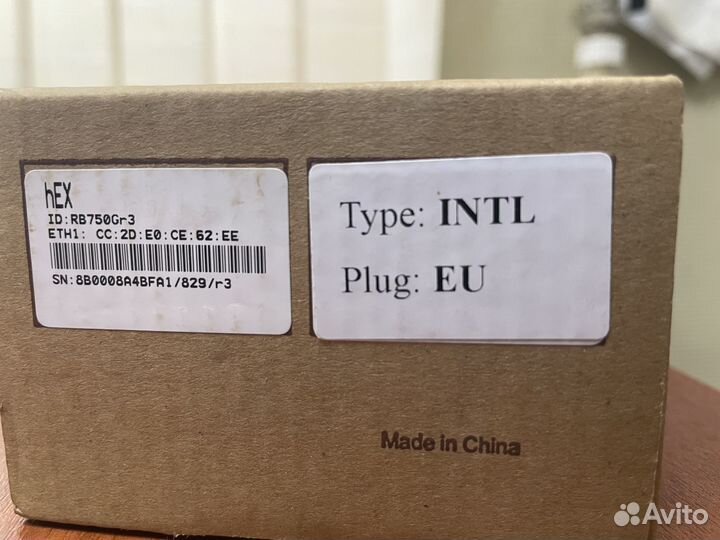 hEX
ID:RB750Gr3
ETH1: CC:2D:E0:CE:62:EE
SN:8B0008A4BFA1/829/r3
Type: INTL
Plug: EU
Made in China
Avito